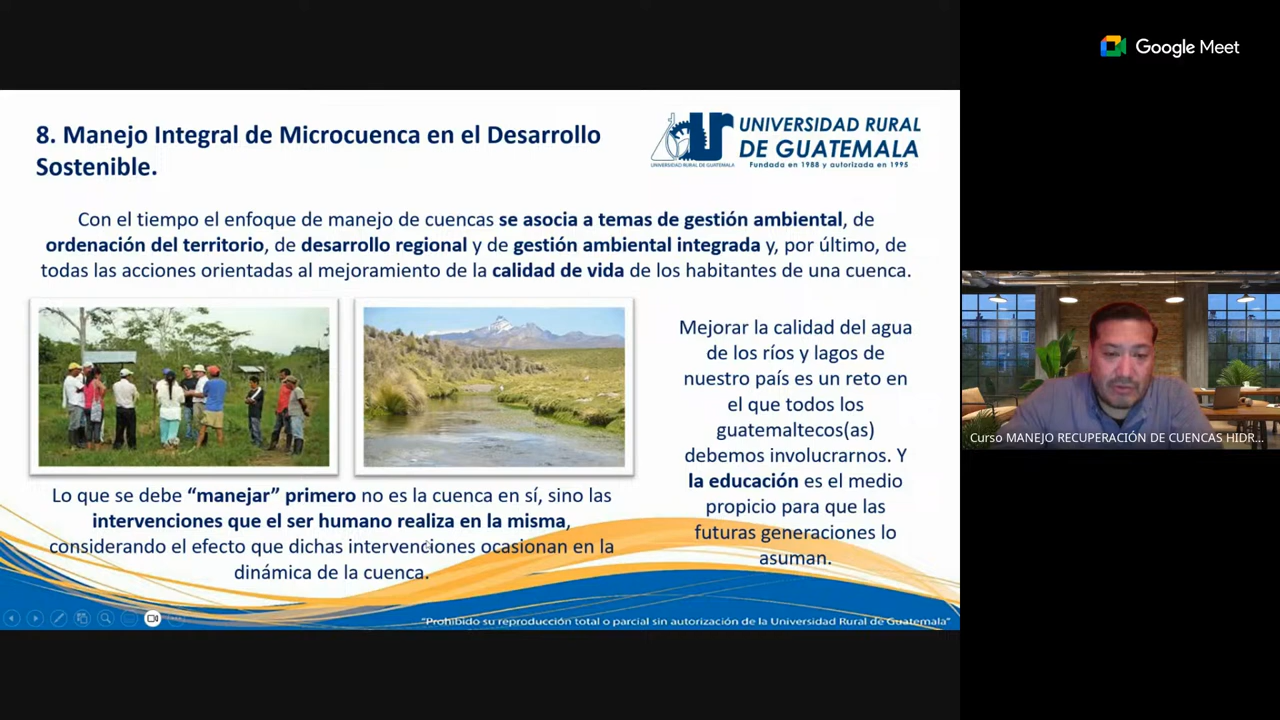 Google Meet
8. Manejo Integral de Microcuenca en el Desarrollo
Sostenible.
UNIVERSIDAD RURAL
DE GUATEMALA
Fundada en 1988 y autorizada en 1995
UNIVERSIDAD RURAL DE GUATEMALA
Con el tiempo el enfoque de manejo de cuencas se asocia a temas de gestión ambiental, de
ordenación del territorio, de desarrollo regional y de gestión ambiental integrada y, por último, de
todas las acciones orientadas al mejoramiento de la calidad de vida de los habitantes de una cuenca.
Lo que se debe “manejar” primero no es la cuenca en sí, sino las
intervenciones que el ser humano realiza en la misma,
considerando el efecto que dichas intervenciones ocasionan en la
dinámica de la cuenca.
Mejorar la calidad del agua
de los ríos y lagos de
nuestro país es un reto en
el que todos los
guatemaltecos(as)
debemos involucrarnos. Y
la educación es el medio
propicio para que las
futuras generaciones lo
asuman.
"Prohibido su reproducción total o parcial sin autorización de la Universidad Rural de Guatemala"
Curso MANEJO RECUPERACIÓN DE CUENCAS HIDR...